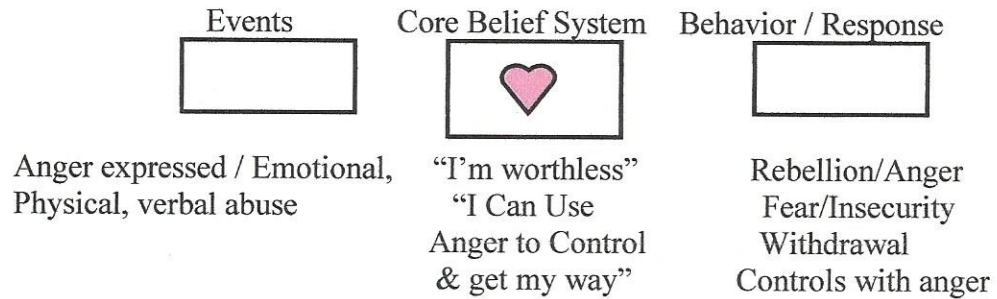 Events
Core Belief System
Behavior / Response
Anger expressed / Emotional,
Physical, verbal abuse
“I’m worthless”
“I Can Use
Anger to Control
& get my way”
Rebellion/Anger
Fear/Insecurity
Withdrawal
Controls with anger